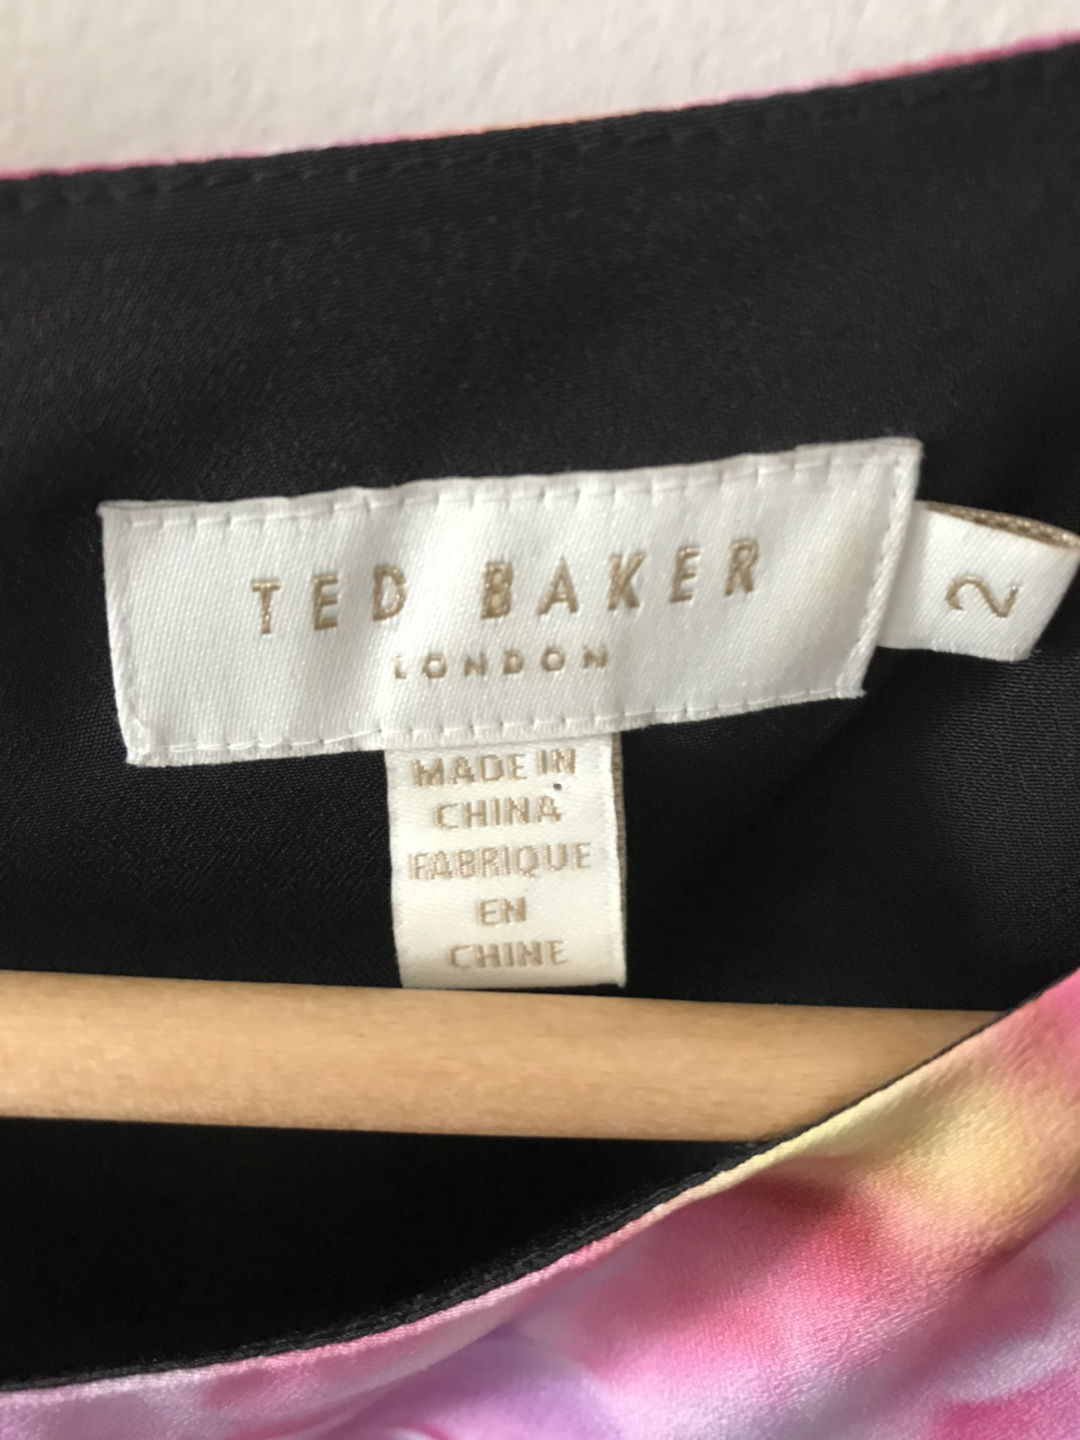 TED BAKER
LONDON
2
MADE IN
CHINA
FABRIQUE
EN
CHINE